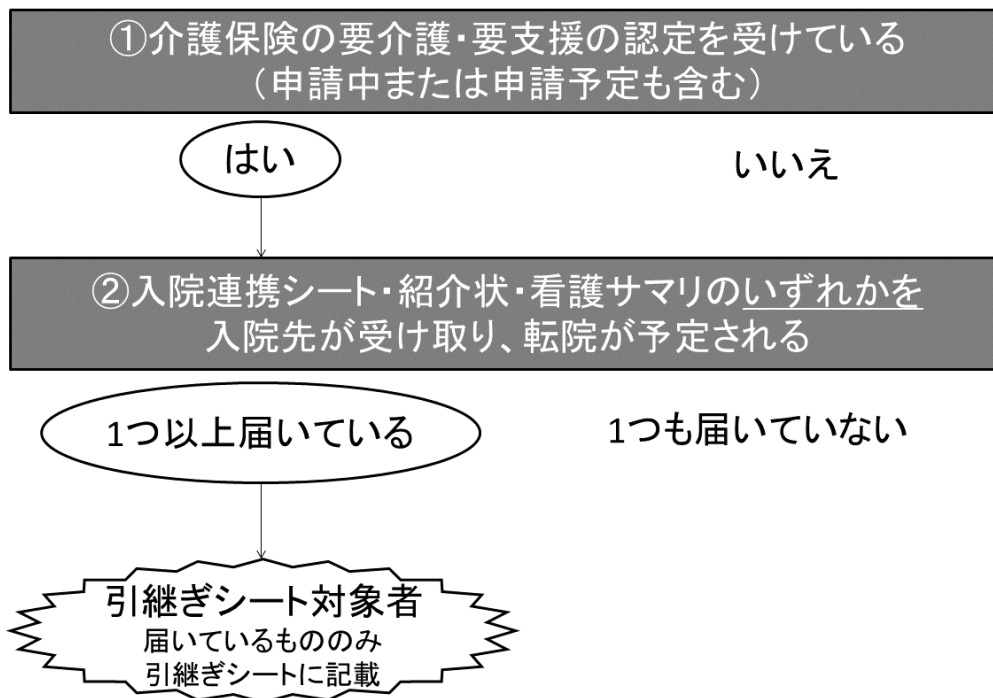 ①介護保険の要介護・要支援の認定を受けている
（申請中または申請予定も含む）
はい
いいえ
②入院連携シート・紹介状・看護サマリのいずれかを
入院先が受け取り、転院が予定される
1つ以上届いている
1つも届いていない
引継ぎシート対象者
届いているもののみ
引継ぎシートに記載